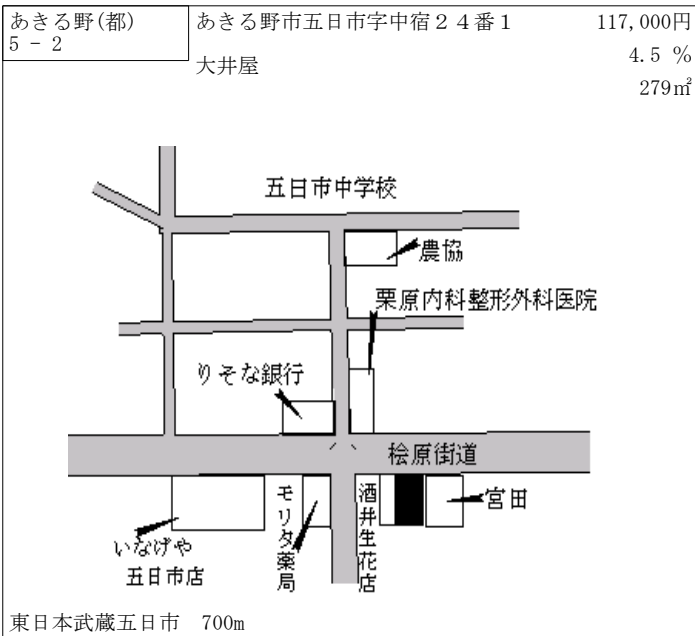 あきる野(都)
5 - 2
あきる野市五日市字中宿２４番１
大井屋
117,000円
4.5 %
279㎡
五日市中学校
農協
栗原内科整形外科医院
りそな銀行
桧原街道
いなげや
五日市店
モリタ薬局
酒井生花店
宮田
東日本武蔵五日市 700m